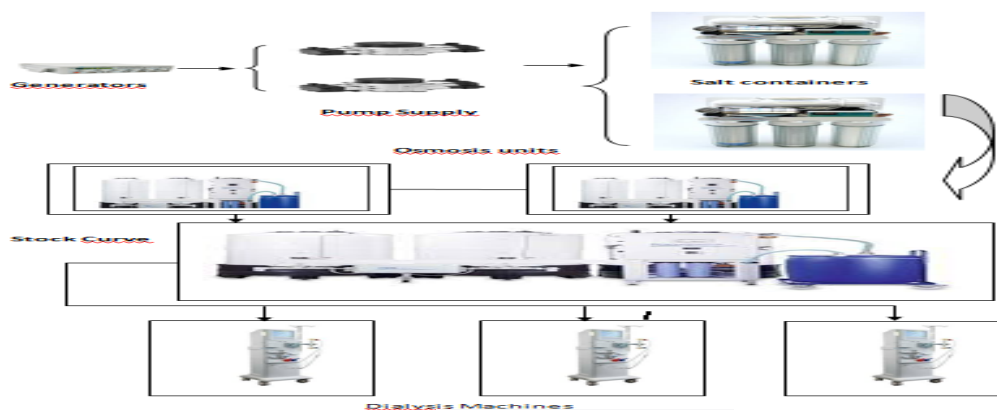 Generators
Salt containers
Pump Supply
Osmosis units
Stock Curve
Dialysis Machines